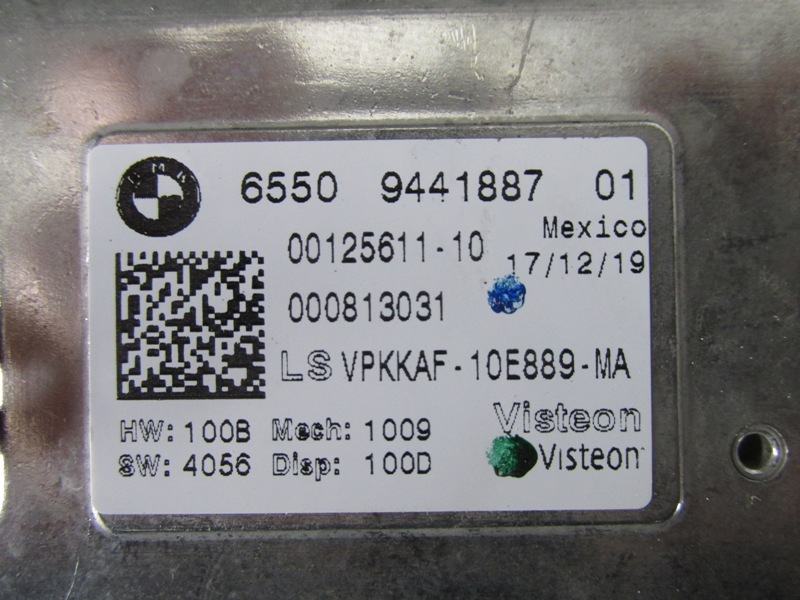 BMW
6550 9441887 01
00125611-10
Mexico
17/12/19
000813031
LS VPKKAF-10E889-MA
HW: 100B Mech: 1009
SW: 4056 Disp: 100D
Visteon
Visteon